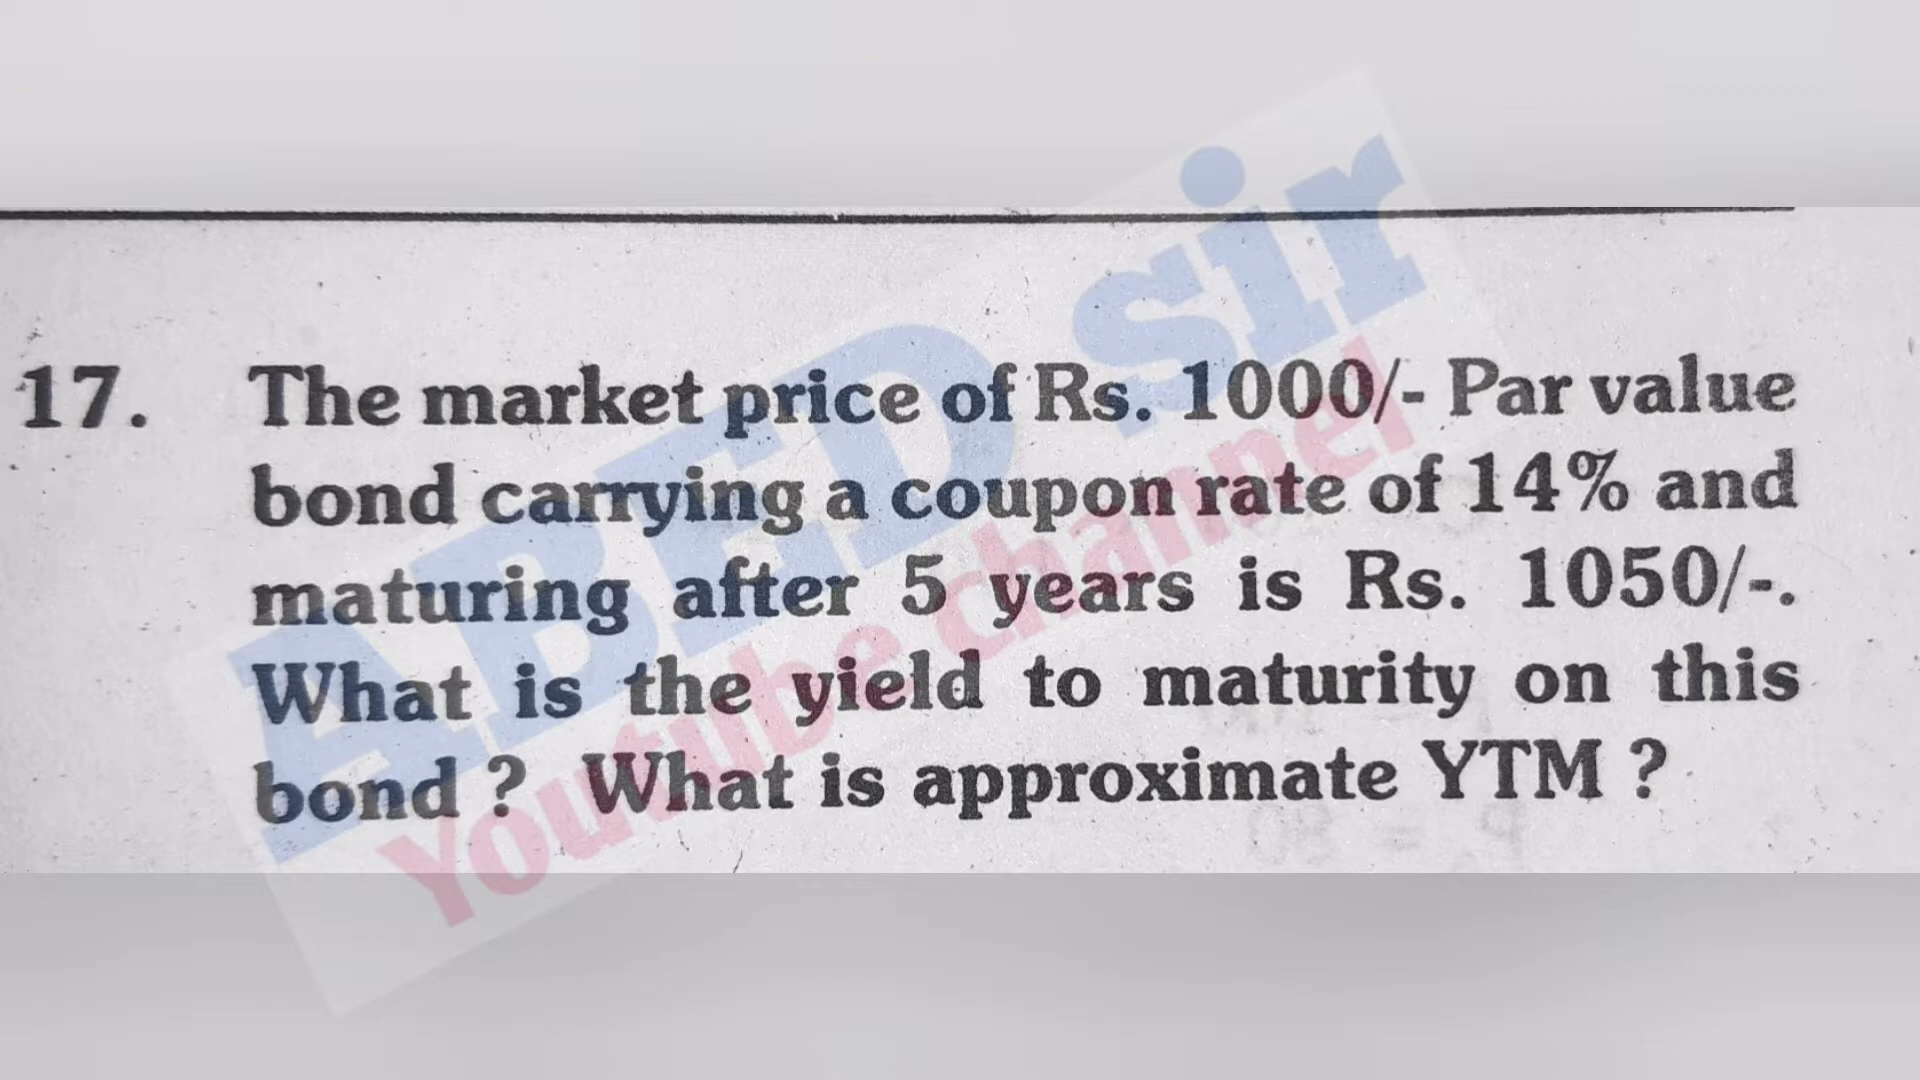 17. The market price of Rs. 1000/- Par value
bond carrying a coupon rate of 14% and
maturing after 5 years is Rs. 1050/-.
What is the yield to maturity on this
bond ? What is approximate YTM ?
ABED sir
Youtube channel